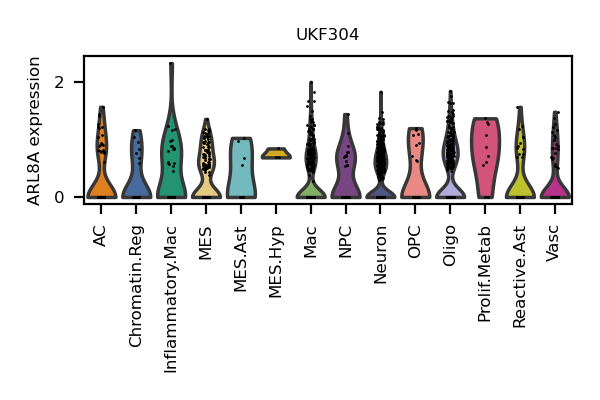 UKF304
ARL8A expression
2
0
AC
Chromatin.Reg
Inflammatory.Mac
MES
MES.Ast
MES.Hyp
Mac
NPC
Neuron
OPC
Oligo
Prolif.Metab
Reactive.Ast
Vasc